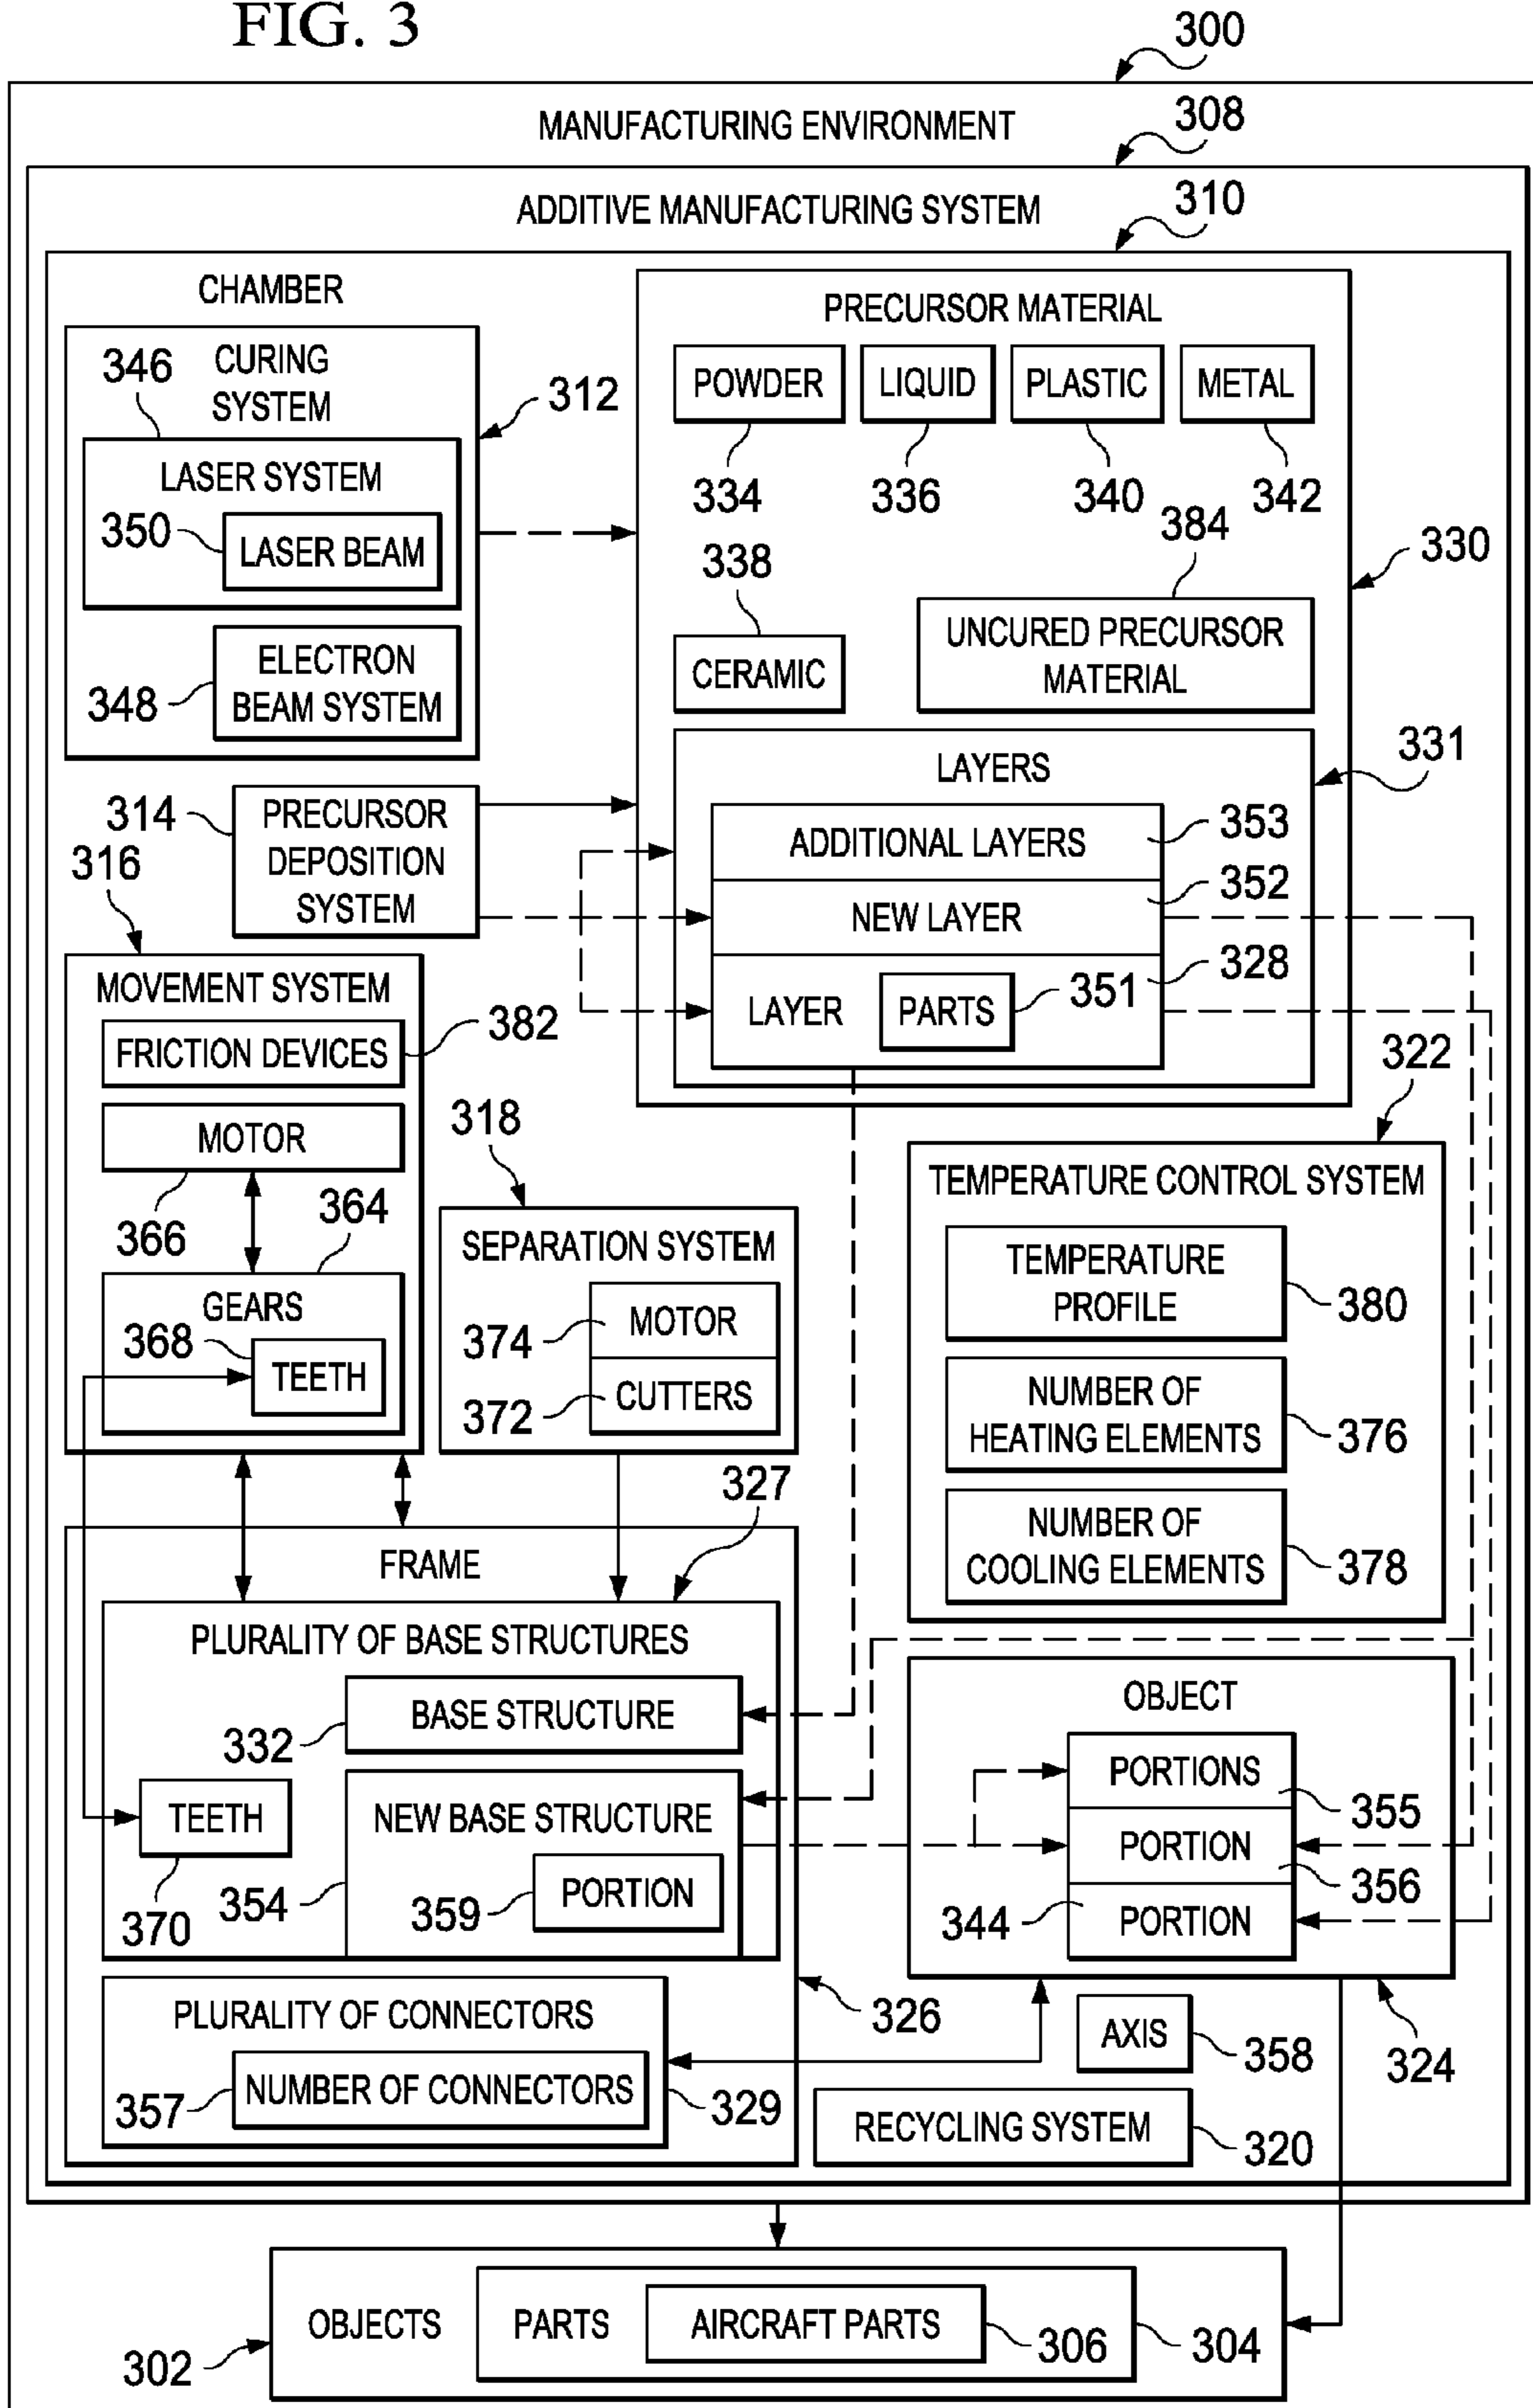 FIG. 3
300
MANUFACTURING ENVIRONMENT
308
ADDITIVE MANUFACTURING SYSTEM
310
CHAMBER
346
CURING
SYSTEM
312
LASER SYSTEM
350
LASER BEAM
348
ELECTRON
BEAM SYSTEM
PRECURSOR MATERIAL
POWDER
LIQUID
PLASTIC
METAL
334
336
340
342
384
330
338
CERAMIC
UNCURED PRECURSOR
MATERIAL
331
LAYERS
ADDITIONAL LAYERS
353
352
NEW LAYER
328
LAYER
PARTS
351
314
PRECURSOR
DEPOSITION
SYSTEM
316
MOVEMENT SYSTEM
FRICTION DEVICES
382
MOTOR
366
364
GEARS
368
TEETH
318
SEPARATION SYSTEM
374
MOTOR
372
CUTTERS
322
TEMPERATURE CONTROL SYSTEM
TEMPERATURE
PROFILE
380
NUMBER OF
HEATING ELEMENTS
376
NUMBER OF
COOLING ELEMENTS
378
327
FRAME
PLURALITY OF BASE STRUCTURES
332
BASE STRUCTURE
TEETH
370
NEW BASE STRUCTURE
354
359
PORTION
PLURALITY OF CONNECTORS
326
357
NUMBER OF CONNECTORS
329
OBJECT
PORTIONS
355
PORTION
356
344
PORTION
AXIS
358
324
RECYCLING SYSTEM
320
302
OBJECTS
PARTS
AIRCRAFT PARTS
306
304